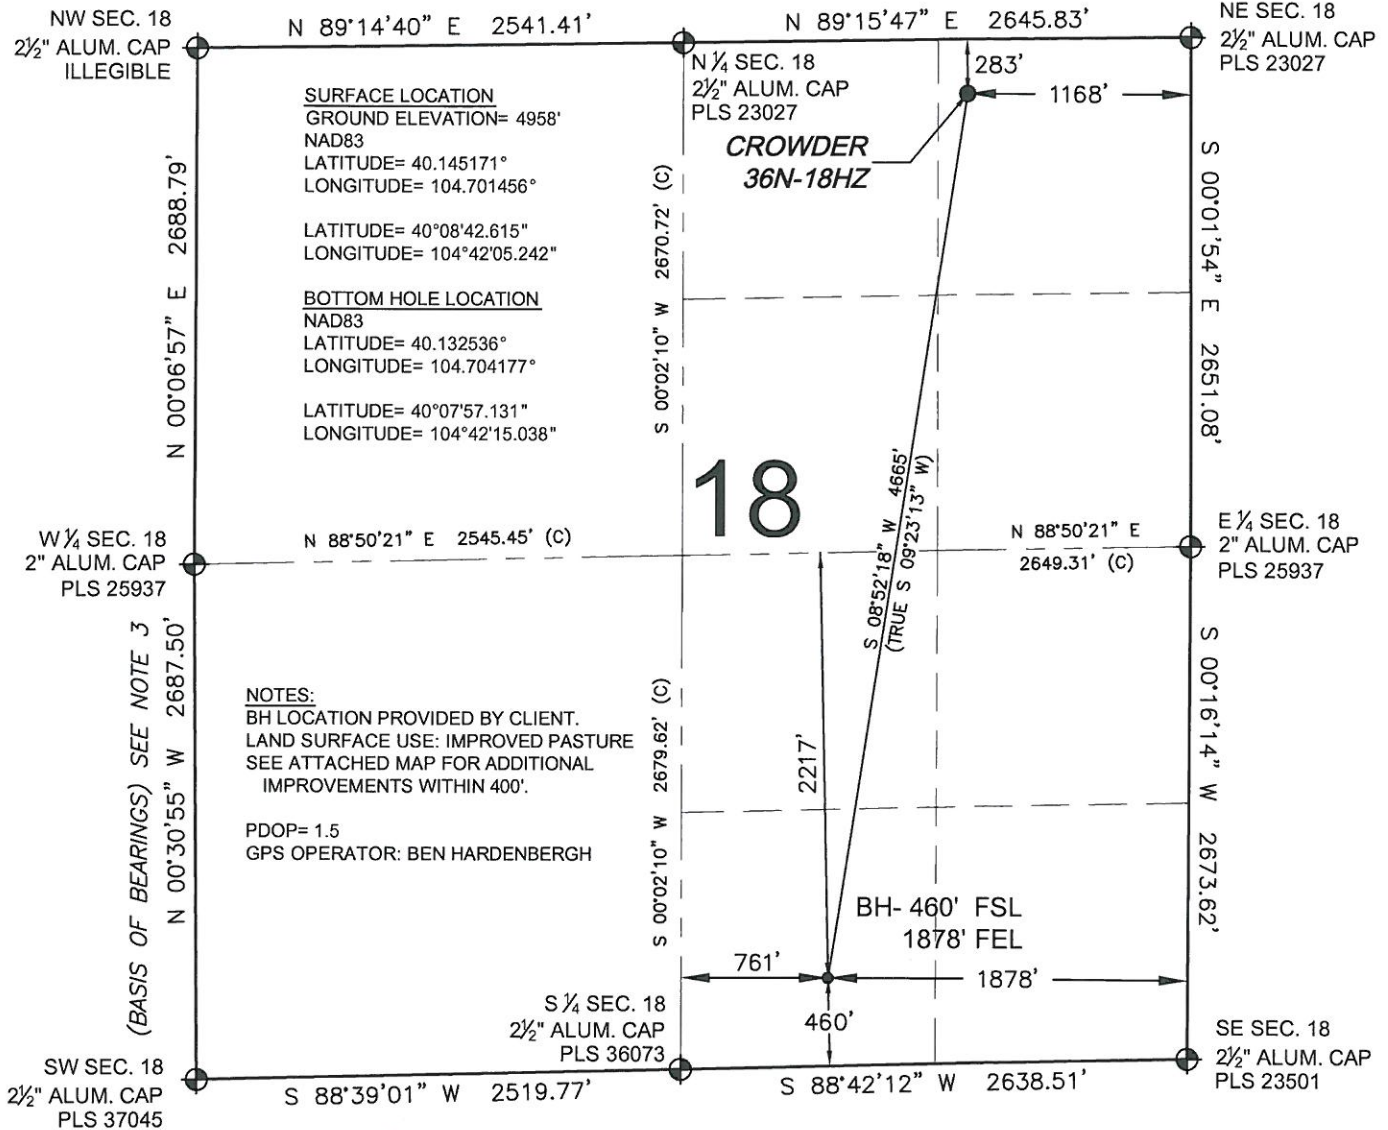 NW SEC. 18
2½" ALUM. CAP
ILLEGIBLE
N 89°14'40" E 2541.41'
N 89°15'47" E 2645.83'
NE SEC. 18
2½" ALUM. CAP
PLS 23027
N ¼ SEC. 18
2½" ALUM. CAP
PLS 23027
283'
1168'
CROWDER
36N-18HZ
SURFACE LOCATION
GROUND ELEVATION= 4958'
NAD83
LATITUDE= 40.145171°
LONGITUDE= 104.701456°
LATITUDE= 40°08'42.615"
LONGITUDE= 104°42'05.242"
BOTTOM HOLE LOCATION
NAD83
LATITUDE= 40.132536°
LONGITUDE= 104.704177°
LATITUDE= 40°07'57.131"
LONGITUDE= 104°42'15.038"
N 00°06'57" E 2688.79'
S 00°02'10" W 2670.72' (C)
S 00°01'54" E 2651.08'
18
S 08°52'18" W 4665'
(TRUE S 09°23'13" W)
W ¼ SEC. 18
2" ALUM. CAP
PLS 25937
N 88°50'21" E 2545.45' (C)
N 88°50'21" E
2649.31' (C)
E ¼ SEC. 18
2" ALUM. CAP
PLS 25937
(BASIS OF BEARINGS) SEE NOTE 3
N 00°30'55" W 2687.50'
NOTES:
BH LOCATION PROVIDED BY CLIENT.
LAND SURFACE USE: IMPROVED PASTURE
SEE ATTACHED MAP FOR ADDITIONAL
IMPROVEMENTS WITHIN 400'.
PDOP= 1.5
GPS OPERATOR: BEN HARDENBERGH
S 00°02'10" W 2679.62' (C)
2217'
S 00°16'14" W 2673.62'
BH- 460' FSL
1878' FEL
761'
1878'
460'
S ¼ SEC. 18
2½" ALUM. CAP
PLS 36073
SW SEC. 18
2½" ALUM. CAP
PLS 37045
S 88°39'01" W 2519.77'
S 88°42'12" W 2638.51'
SE SEC. 18
2½" ALUM. CAP
PLS 23501